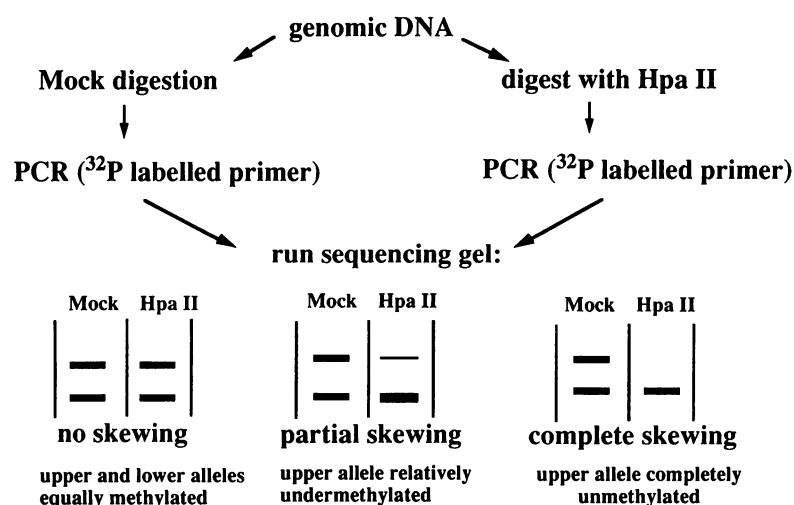 genomic DNA
Mock digestion
digest with Hpa II
PCR (32P labelled primer)
PCR (32P labelled primer)
run sequencing gel:
Mock Hpa II
Mock Hpa II
Mock Hpa II
no skewing
partial skewing
complete skewing
upper and lower alleles
equally methylated
upper allele relatively
undermethylated
upper allele completely
unmethylated